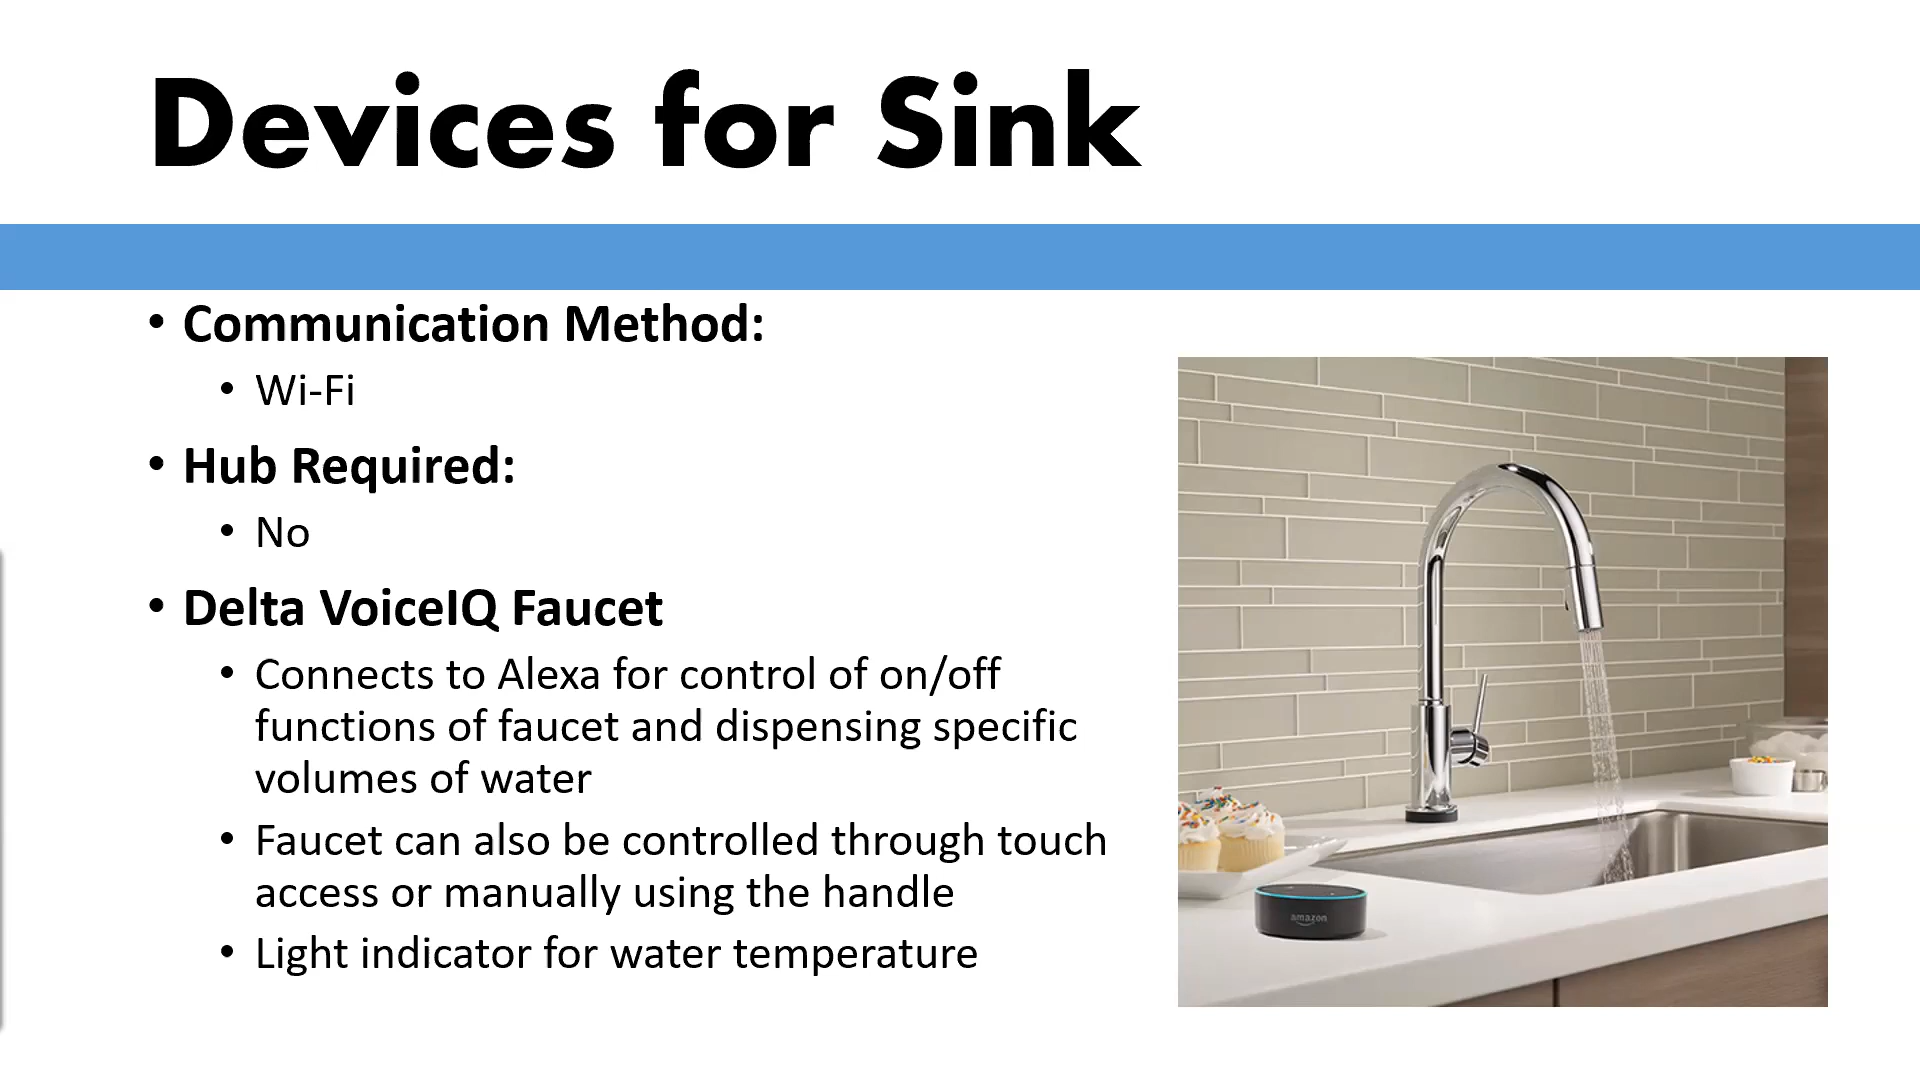 Devices for Sink
• Communication Method:
• Wi-Fi
• Hub Required:
• No
• Delta VoiceIQ Faucet
• Connects to Alexa for control of on/off
functions of faucet and dispensing specific
volumes of water
• Faucet can also be controlled through touch
access or manually using the handle
• Light indicator for water temperature
amazon